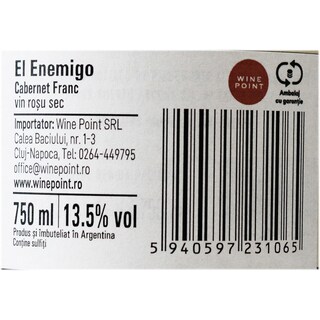 El Enemigo
Cabernet Franc
vin roșu sec
Importator: Wine Point SRL
Calea Baciului, nr. 1-3
Cluj-Napoca, Tel: 0264-449795
office@winepoint.ro
www.winepoint.ro
750 ml 13.5% vol
Produs și îmbuteliat în Argentina
Conține sulfiți
WINE
POINT
Ambalaj
cu garanție
5 940597 231065